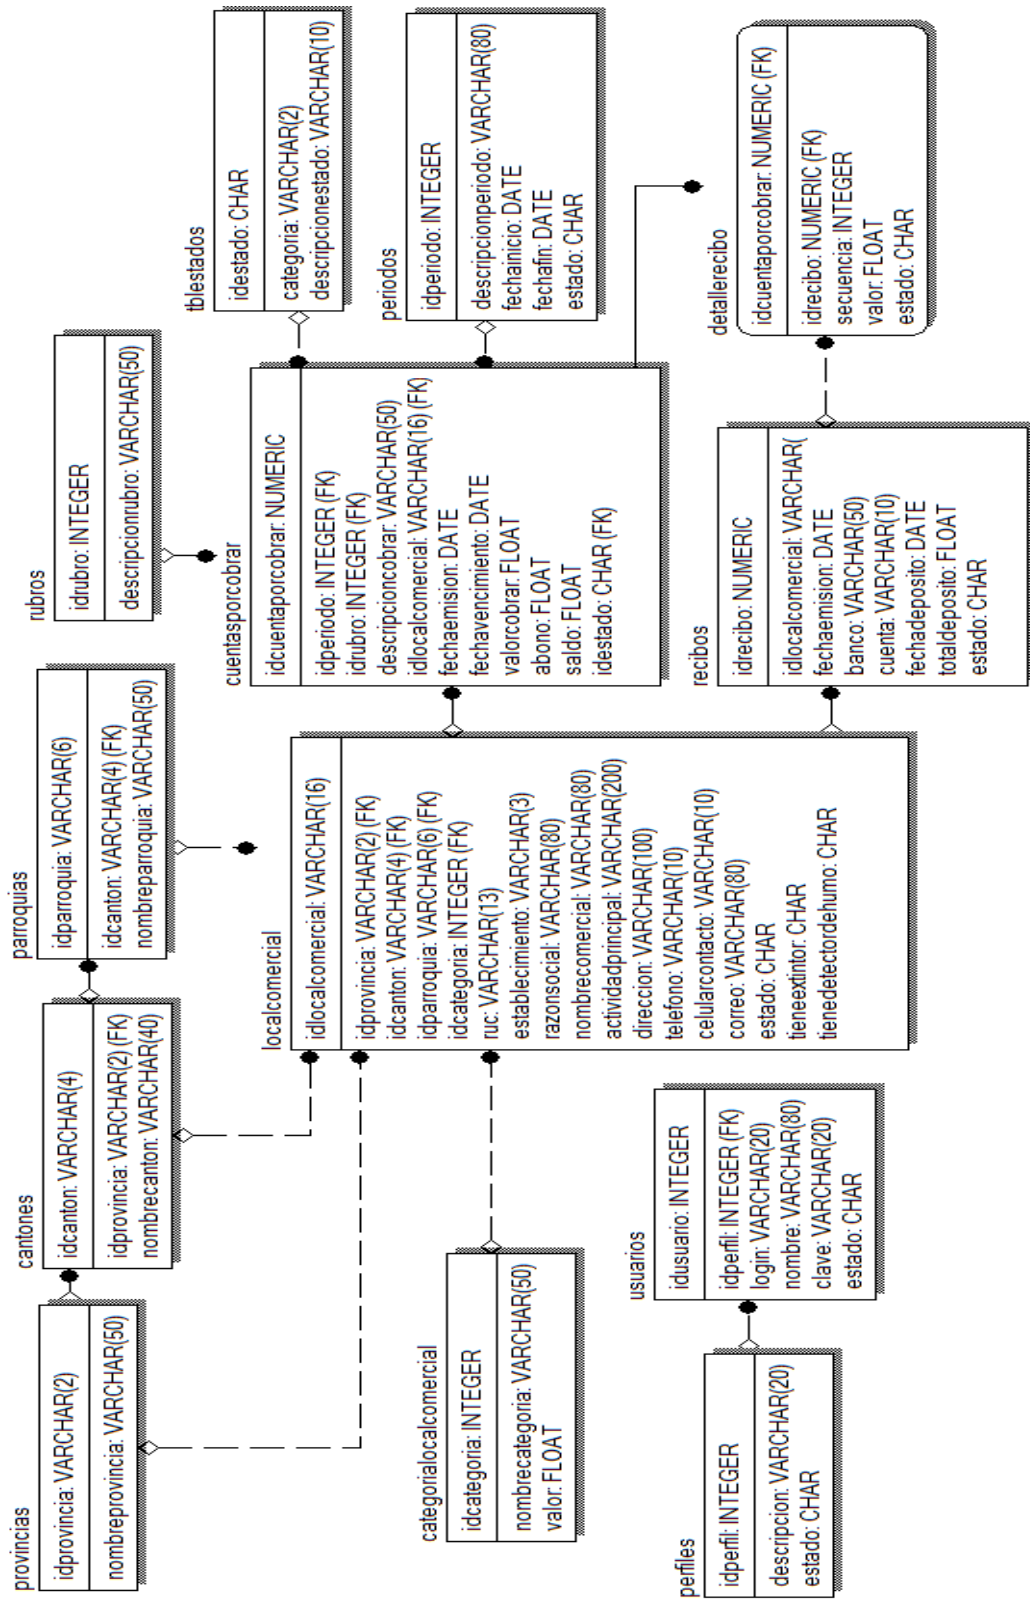 provincias
idprovincia: VARCHAR(2)
nombreprovincia: VARCHAR(50)
cantones
idcanton: VARCHAR(4)
idprovincia: VARCHAR(2) (FK)
nombrecanton: VARCHAR(40)
parroquias
idparroquia: VARCHAR(6)
idcanton: VARCHAR(4) (FK)
nombreparroquia: VARCHAR(50)
rubros
idrubro: INTEGER
descripcionrubro: VARCHAR(50)
tblestados
idestado: CHAR
categoria: VARCHAR(2)
descripcionestado: VARCHAR(10)
cuentasporcobrar
idcuentaporcobrar: NUMERIC
idperiodo: INTEGER (FK)
idrubro: INTEGER (FK)
descripcioncobrar: VARCHAR(50)
idlocalcomercial: VARCHAR(16) (FK)
fechaemision: DATE
fechavencimiento: DATE
valorcobrar: FLOAT
abono: FLOAT
saldo: FLOAT
idestado: CHAR (FK)
periodos
idperiodo: INTEGER
descripcionperiodo: VARCHAR(80)
fechainicio: DATE
fechafin: DATE
estado: CHAR
localcomercial
idlocalcomercial: VARCHAR(16)
idprovincia: VARCHAR(2) (FK)
idcanton: VARCHAR(4) (FK)
idparroquia: VARCHAR(6) (FK)
idcategoria: INTEGER (FK)
ruc: VARCHAR(13)
establecimiento: VARCHAR(3)
razonsocial: VARCHAR(80)
nombrecomercial: VARCHAR(80)
actividadprincipal: VARCHAR(200)
direccion: VARCHAR(100)
telefono: VARCHAR(10)
celularcontacto: VARCHAR(10)
correo: VARCHAR(80)
estado: CHAR
tieneextintor: CHAR
tienedetectordehumo: CHAR
categorialocalcomercial
idcategoria: INTEGER
nombrecategoria: VARCHAR(50)
valor: FLOAT
usuarios
idusuario: INTEGER
idperfil: INTEGER (FK)
login: VARCHAR(20)
nombre: VARCHAR(80)
clave: VARCHAR(20)
estado: CHAR
perfiles
idperfil: INTEGER
descripcion: VARCHAR(20)
estado: CHAR
recibos
idrecibo: NUMERIC
idlocalcomercial: VARCHAR(
fechaemision: DATE
banco: VARCHAR(50)
cuenta: VARCHAR(10)
fechadeposito: DATE
totaldeposito: FLOAT
estado: CHAR
detallerecibo
idcuentaporcobrar: NUMERIC (FK)
idrecibo: NUMERIC (FK)
secuencia: INTEGER
valor: FLOAT
estado: CHAR